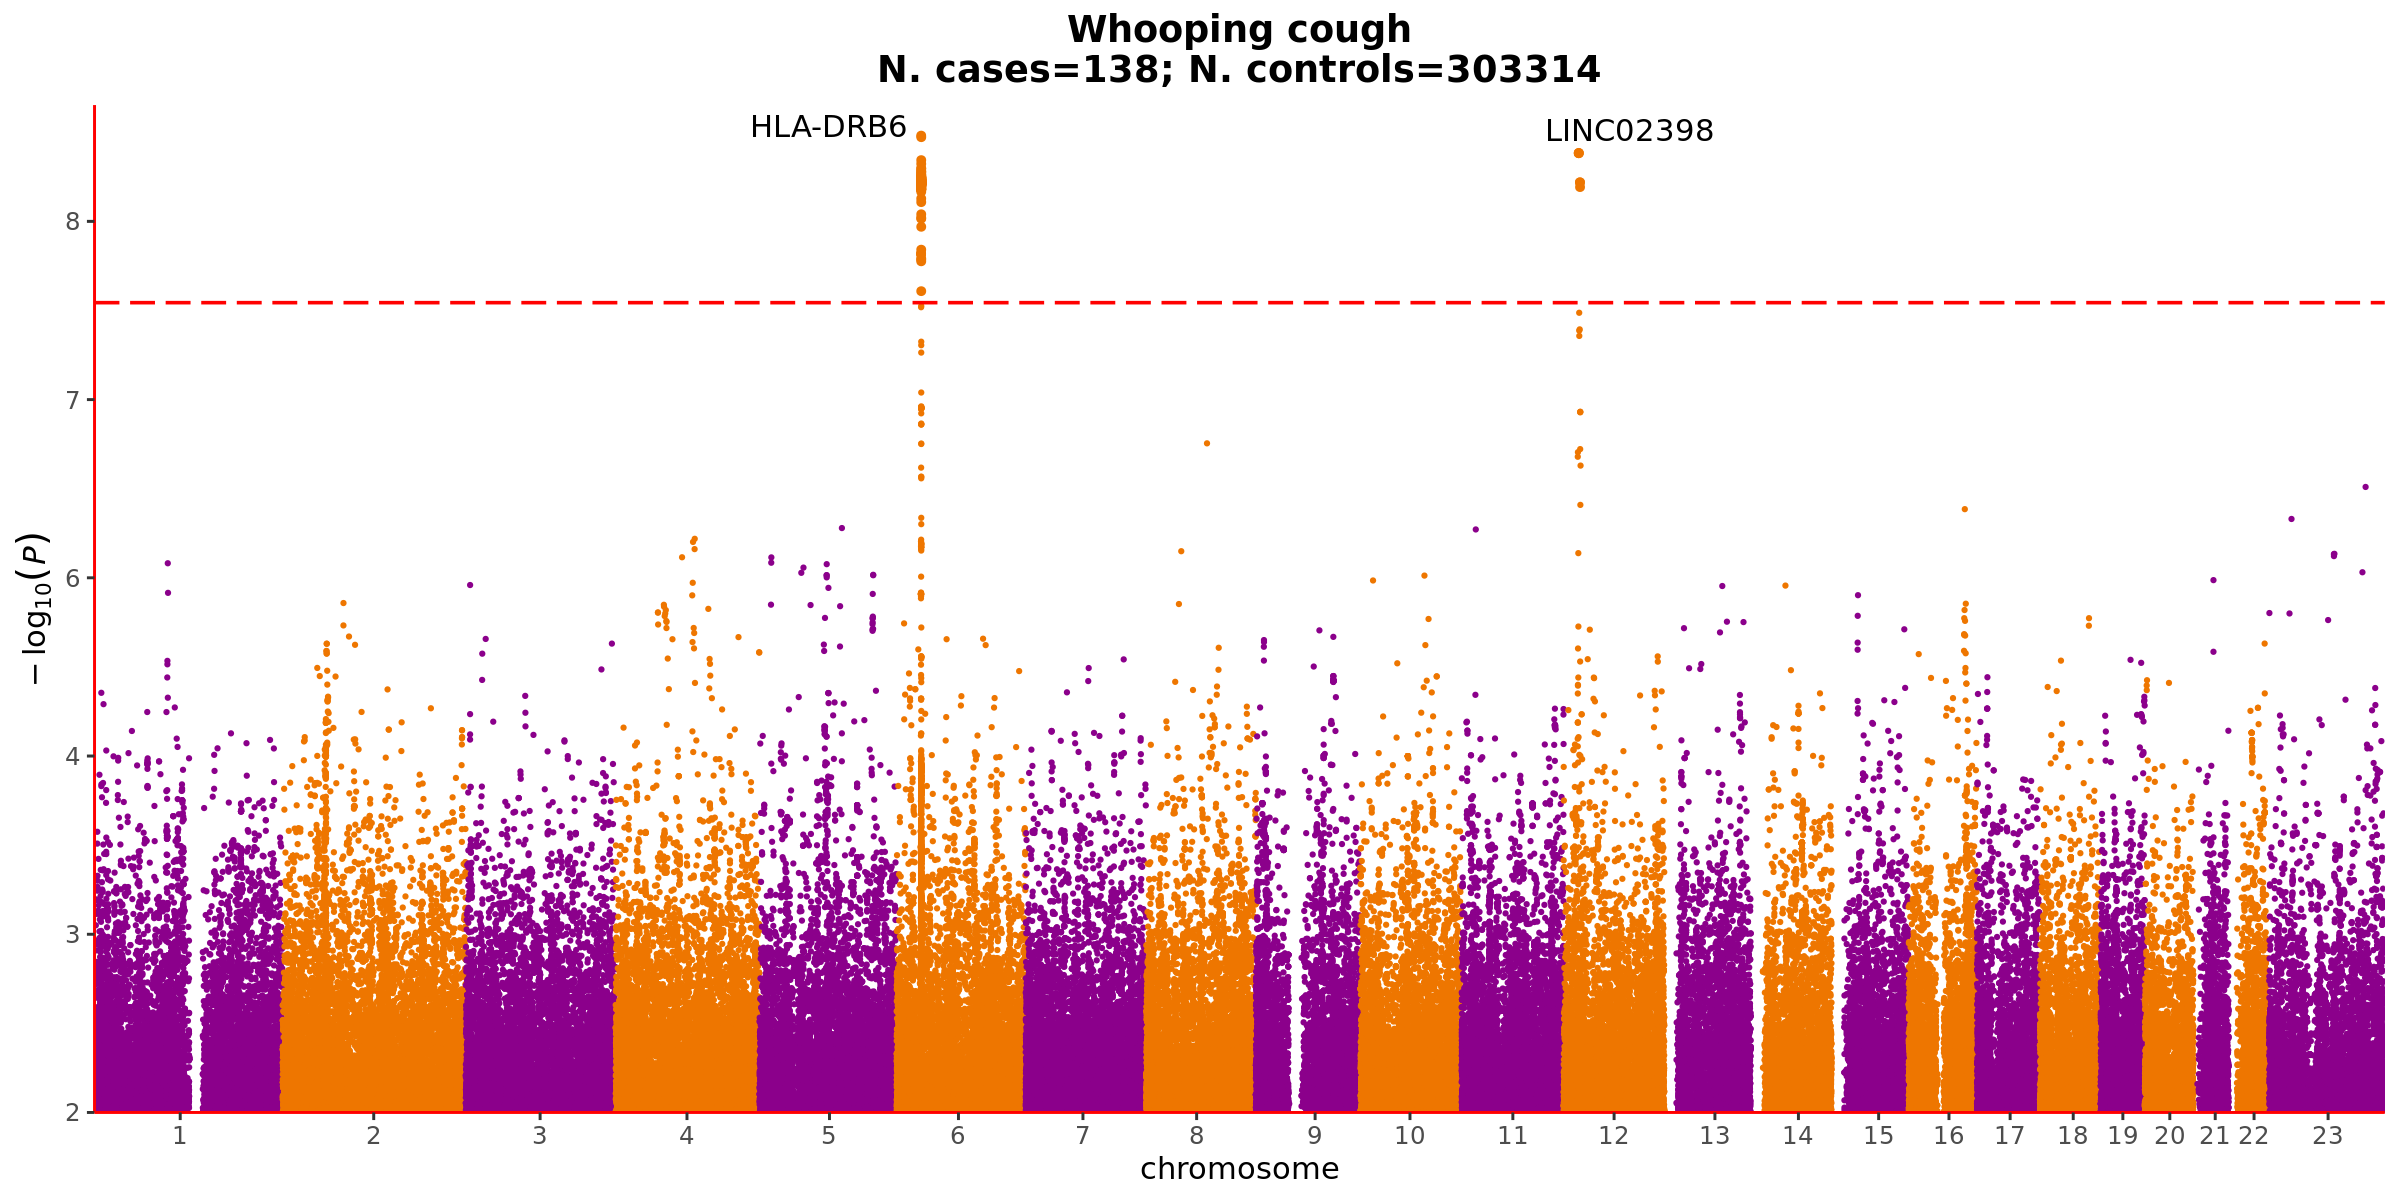 Whooping cough
N. cases=138; N. controls=303314
HLA-DRB6
LINC02398
8
7
6
4
3
2
−log₁₀(P)
1 2 3 4 5 6 7 8 9 10 11 12 13 14 15 16 17 18 19 20 21 22 23
chromosome